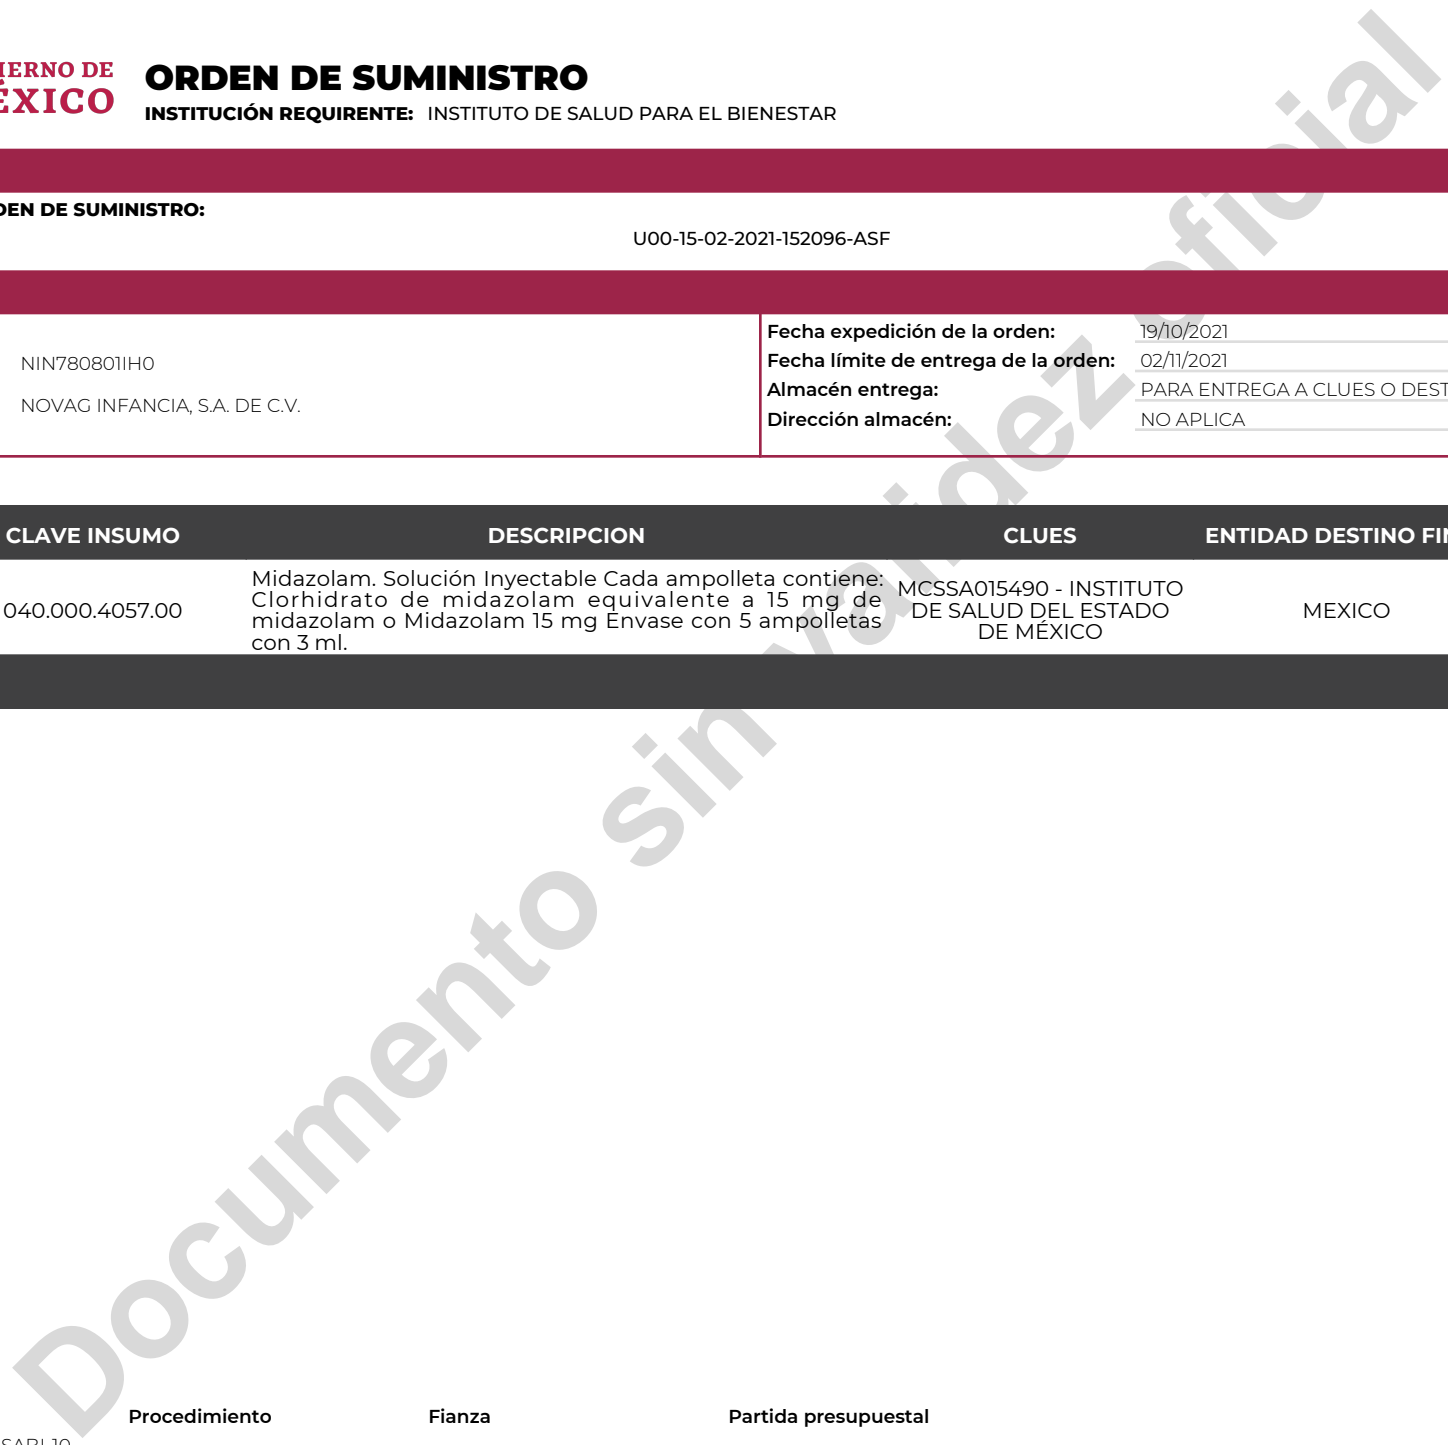 IERNO DE
ÉXICO
ORDEN DE SUMINISTRO
INSTITUCIÓN REQUIRENTE: INSTITUTO DE SALUD PARA EL BIENESTAR
DEN DE SUMINISTRO:
U00-15-02-2021-152096-ASF
NIN780801IH0
NOVAG INFANCIA, S.A. DE C.V.
Fecha expedición de la orden: 19/10/2021
Fecha límite de entrega de la orden: 02/11/2021
Almacén entrega: PARA ENTREGA A CLUES O DEST
Dirección almacén: NO APLICA
CLAVE INSUMO DESCRIPCION CLUES ENTIDAD DESTINO FIN
040.000.4057.00
Midazolam. Solución Inyectable Cada ampolleta contiene:
Clorhidrato de midazolam equivalente a 15 mg de
midazolam o Midazolam 15 mg Envase con 5 ampolletas
con 3 ml.
MCSSA015490 - INSTITUTO
DE SALUD DEL ESTADO
DE MÉXICO
MEXICO
Documento sin validez oficial
Procedimiento Fianza Partida presupuestal